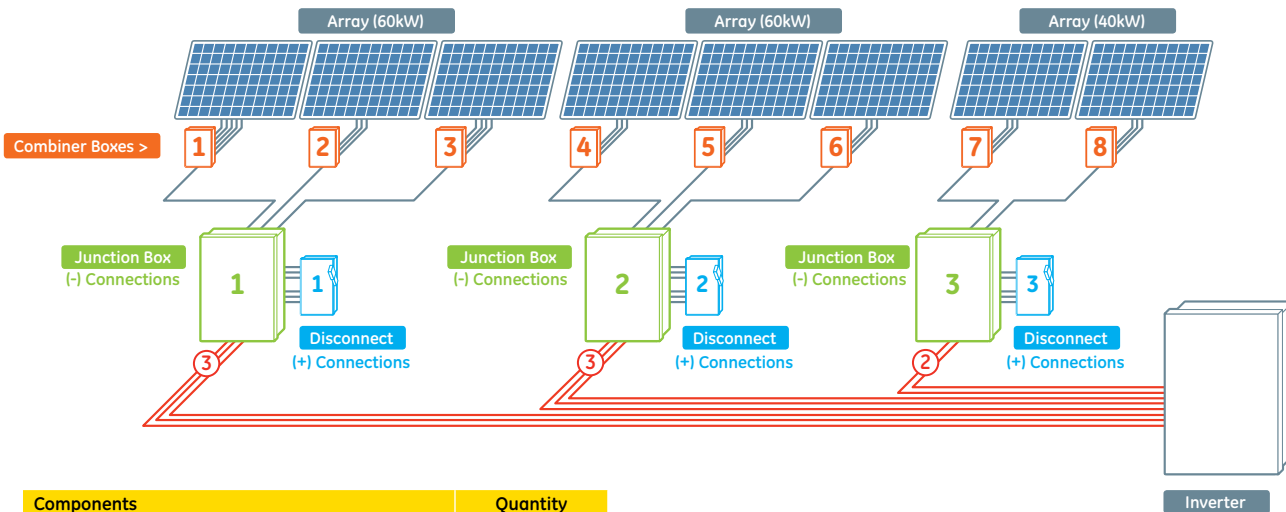 Array (60kW)
Array (60kW)
Array (40kW)
Combiner Boxes >
1
2
3
4
5
6
7
8
Junction Box
(-) Connections
1
1
Disconnect
(+) Connections
3
Junction Box
(-) Connections
2
2
Disconnect
(+) Connections
3
Junction Box
(-) Connections
3
3
Disconnect
(+) Connections
2
Inverter
Components Quantity